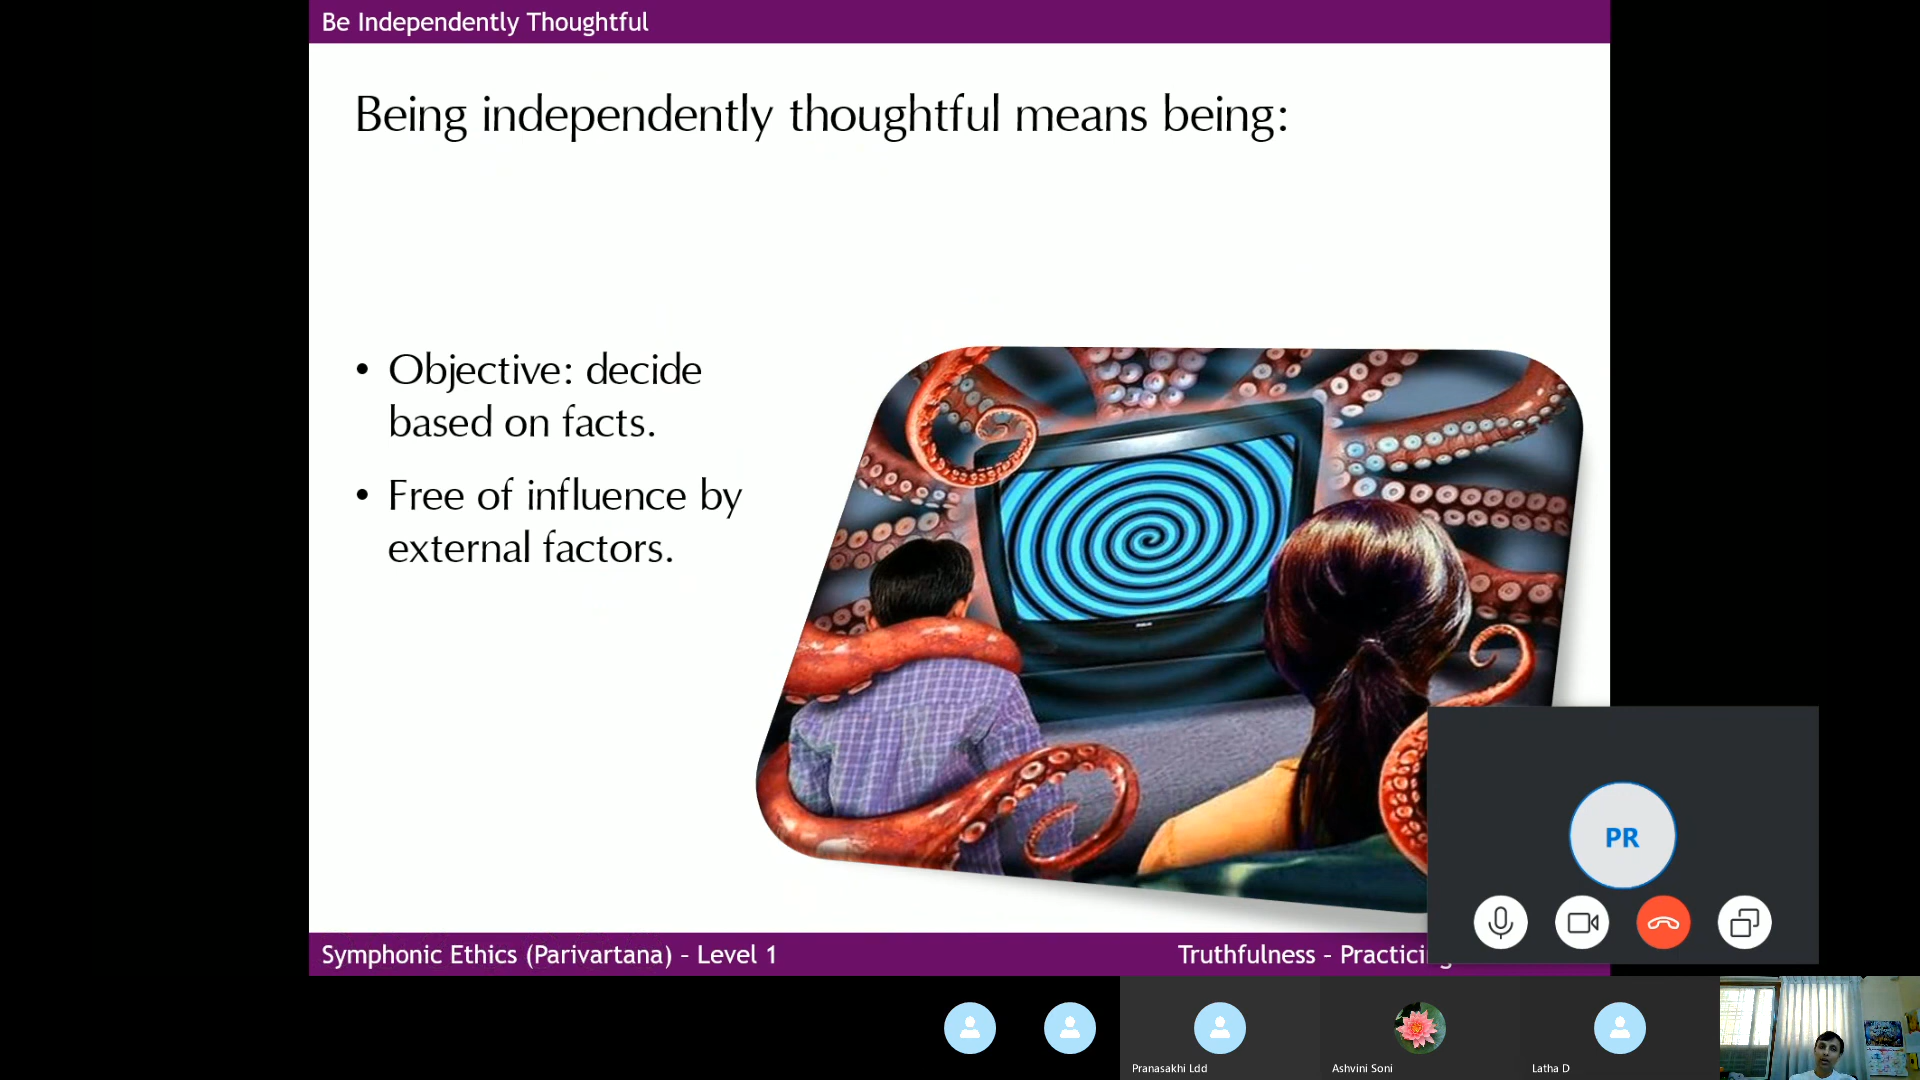 Be Independently Thoughtful
Being independently thoughtful means being:
• Objective: decide
based on facts.
• Free of influence by
external factors.
PR
Symphonic Ethics (Parivartana) – Level 1
Truthfulness – Practicing
Pranasakhi Ldd
Ashvini Soni
Latha D